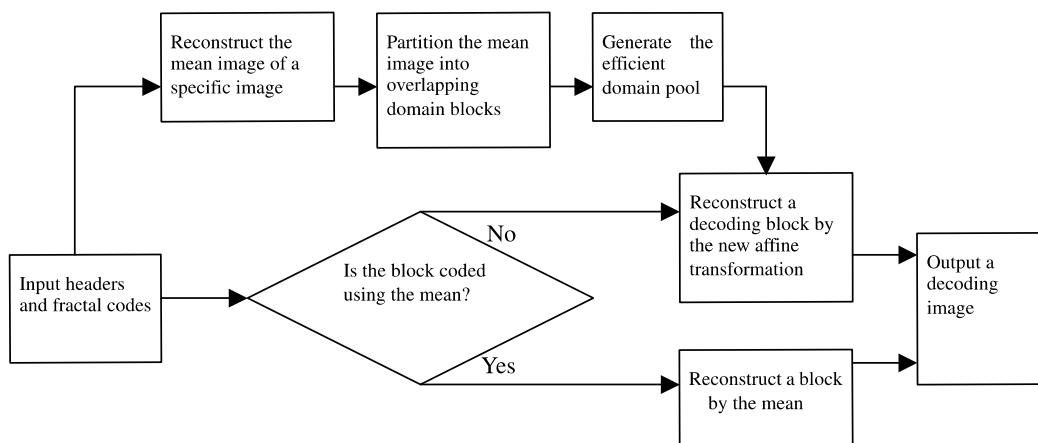 Reconstruct the
mean image of a
specific image
Partition the mean
image into
overlapping
domain blocks
Generate the
efficient
domain pool
Input headers
and fractal codes
Is the block coded
using the mean?
No
Yes
Reconstruct a
decoding block by
the new affine
transformation
Reconstruct a block
by the mean
Output a
decoding
image